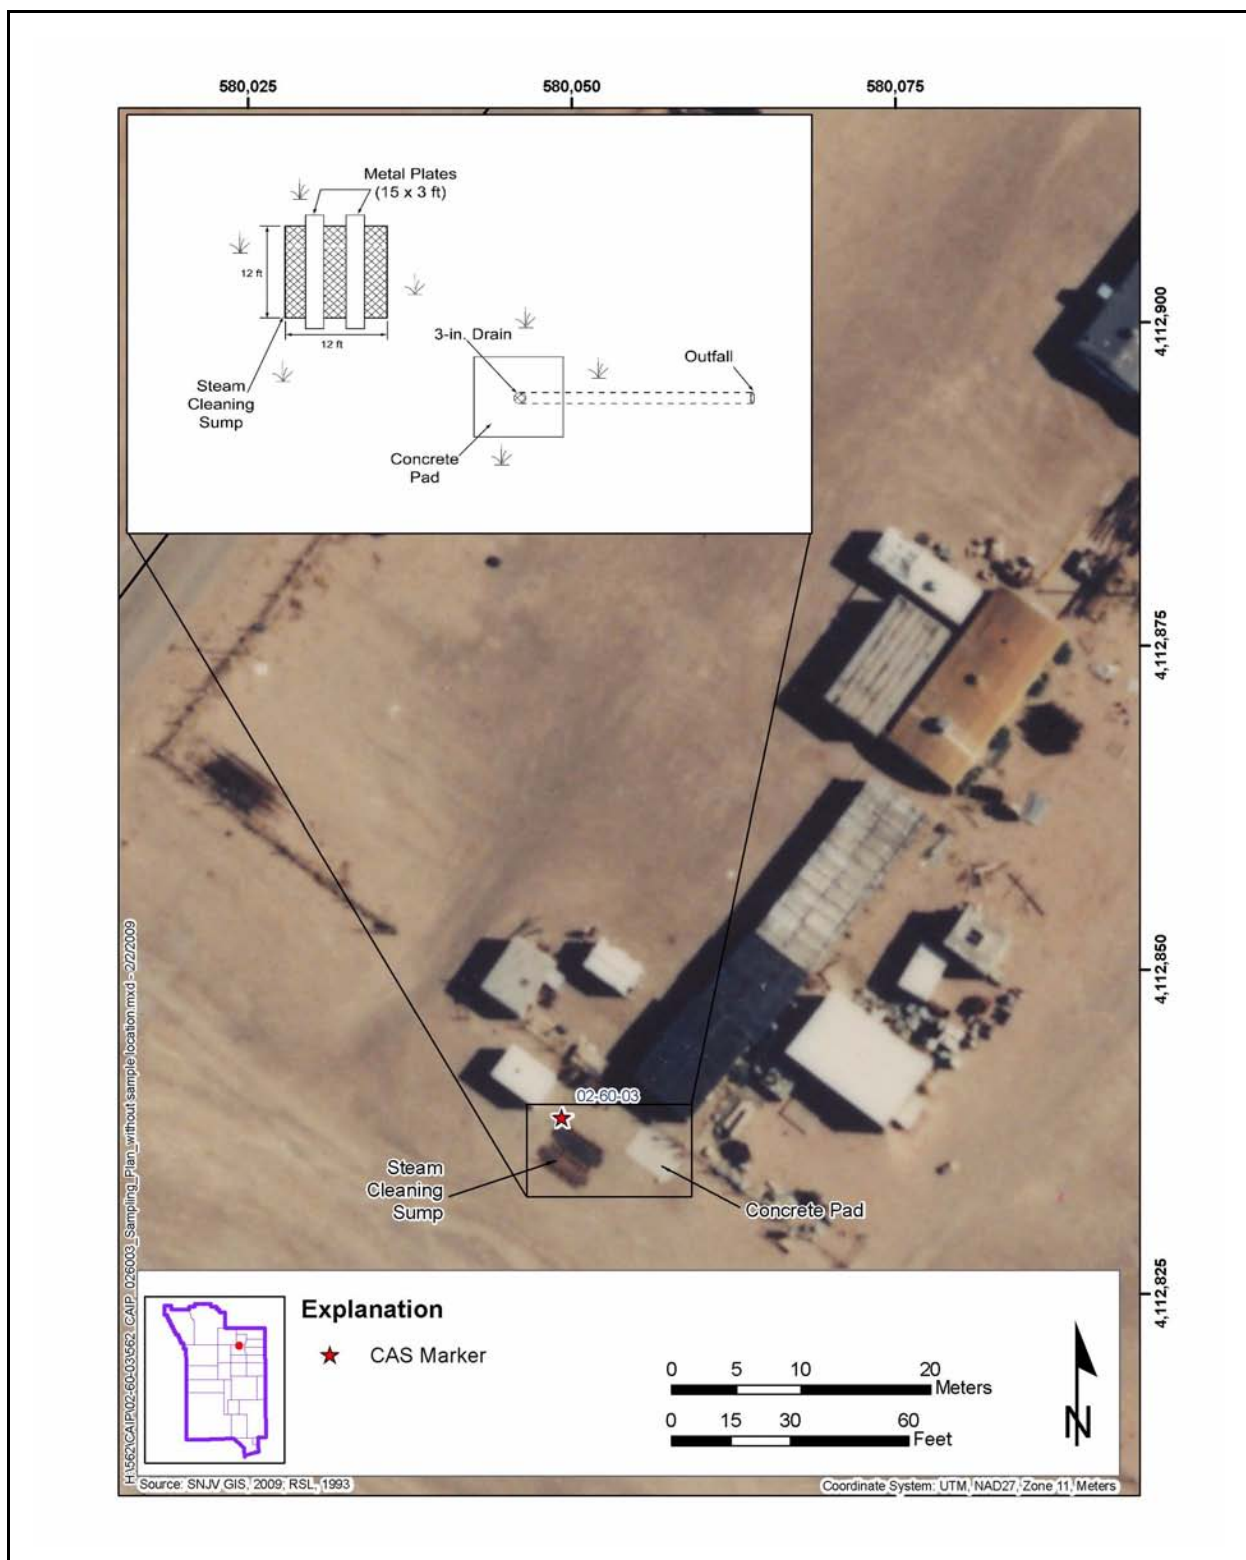 580,025
580,050
580,075
Metal Plates
(15 x 3 ft)
12 ft
12 ft
3-in. Drain
Outfall
Steam
Cleaning
Sump
Concrete
Pad
4,112,900
4,112,875
4,112,850
4,112,825
02-60-03
Steam
Cleaning
Sump
Concrete Pad
H:\562\CAIP\02-60-03\562_CAIP_026003_Sampling_Plan_without sample location.mxd - 2/2/2009
Explanation
CAS Marker
0 5 10 20
Meters
0 15 30 60
Feet
N
Source: SNJV GIS, 2009; RSL, 1993
Coordinate System: UTM, NAD27, Zone 11, Meters